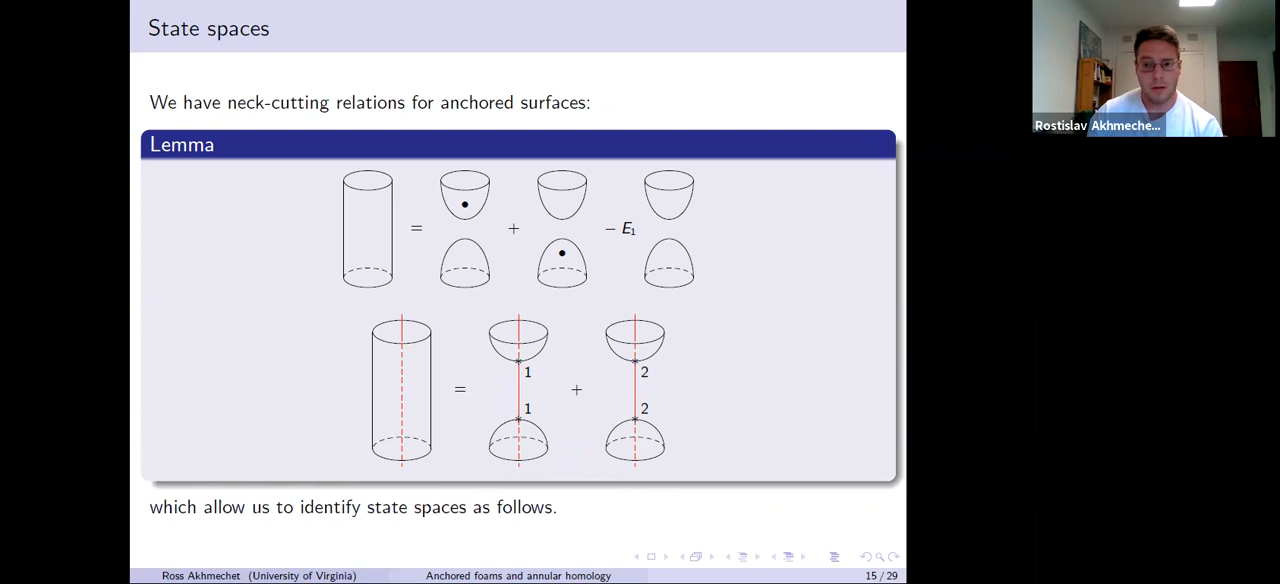 State spaces
Rostislav Akhmeche...
We have neck-cutting relations for anchored surfaces:
Lemma
= + − E₁
1 2
= +
1 2
which allow us to identify state spaces as follows.
Ross Akhmechet (University of Virginia) Anchored foams and annular homology 15 / 29